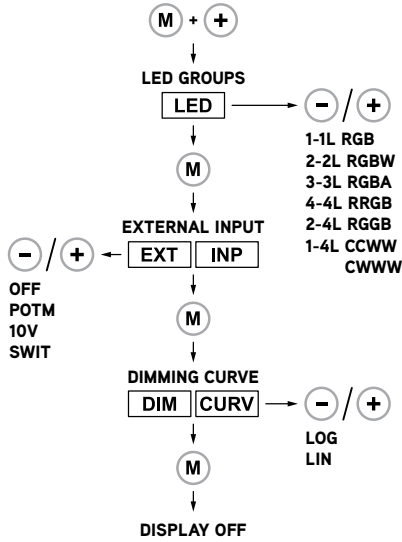 M + +
LED GROUPS
LED
- / +
1-1L RGB
2-2L RGBW
3-3L RGBA
4-4L RRGB
2-4L RGGB
1-4L CCWW
CWWW
M
EXTERNAL INPUT
- / +
EXT INP
OFF
POTM
10V
SWIT
M
DIMMING CURVE
DIM CURV
- / +
LOG
LIN
M
DISPLAY OFF